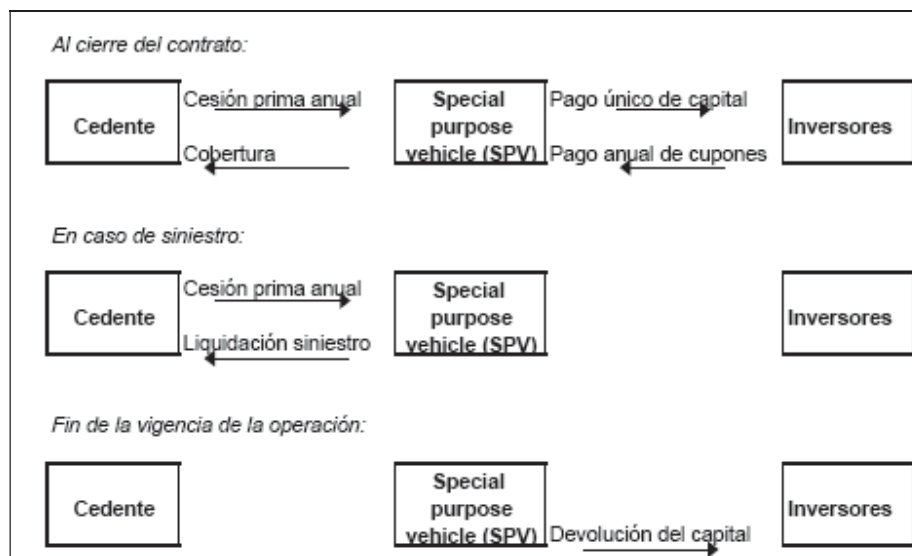 Al cierre del contrato:
Cesión prima anual
Special
Pago único de capital
Cedente
purpose
Inversores
Cobertura
vehicle (SPV)
Pago anual de cupones
En caso de siniestro:
Cesión prima anual
Special
Cedente
purpose
Inversores
Liquidación siniestro
vehicle (SPV)
Fin de la vigencia de la operación:
Special
Cedente
purpose
Inversores
vehicle (SPV)
Devolución del capital